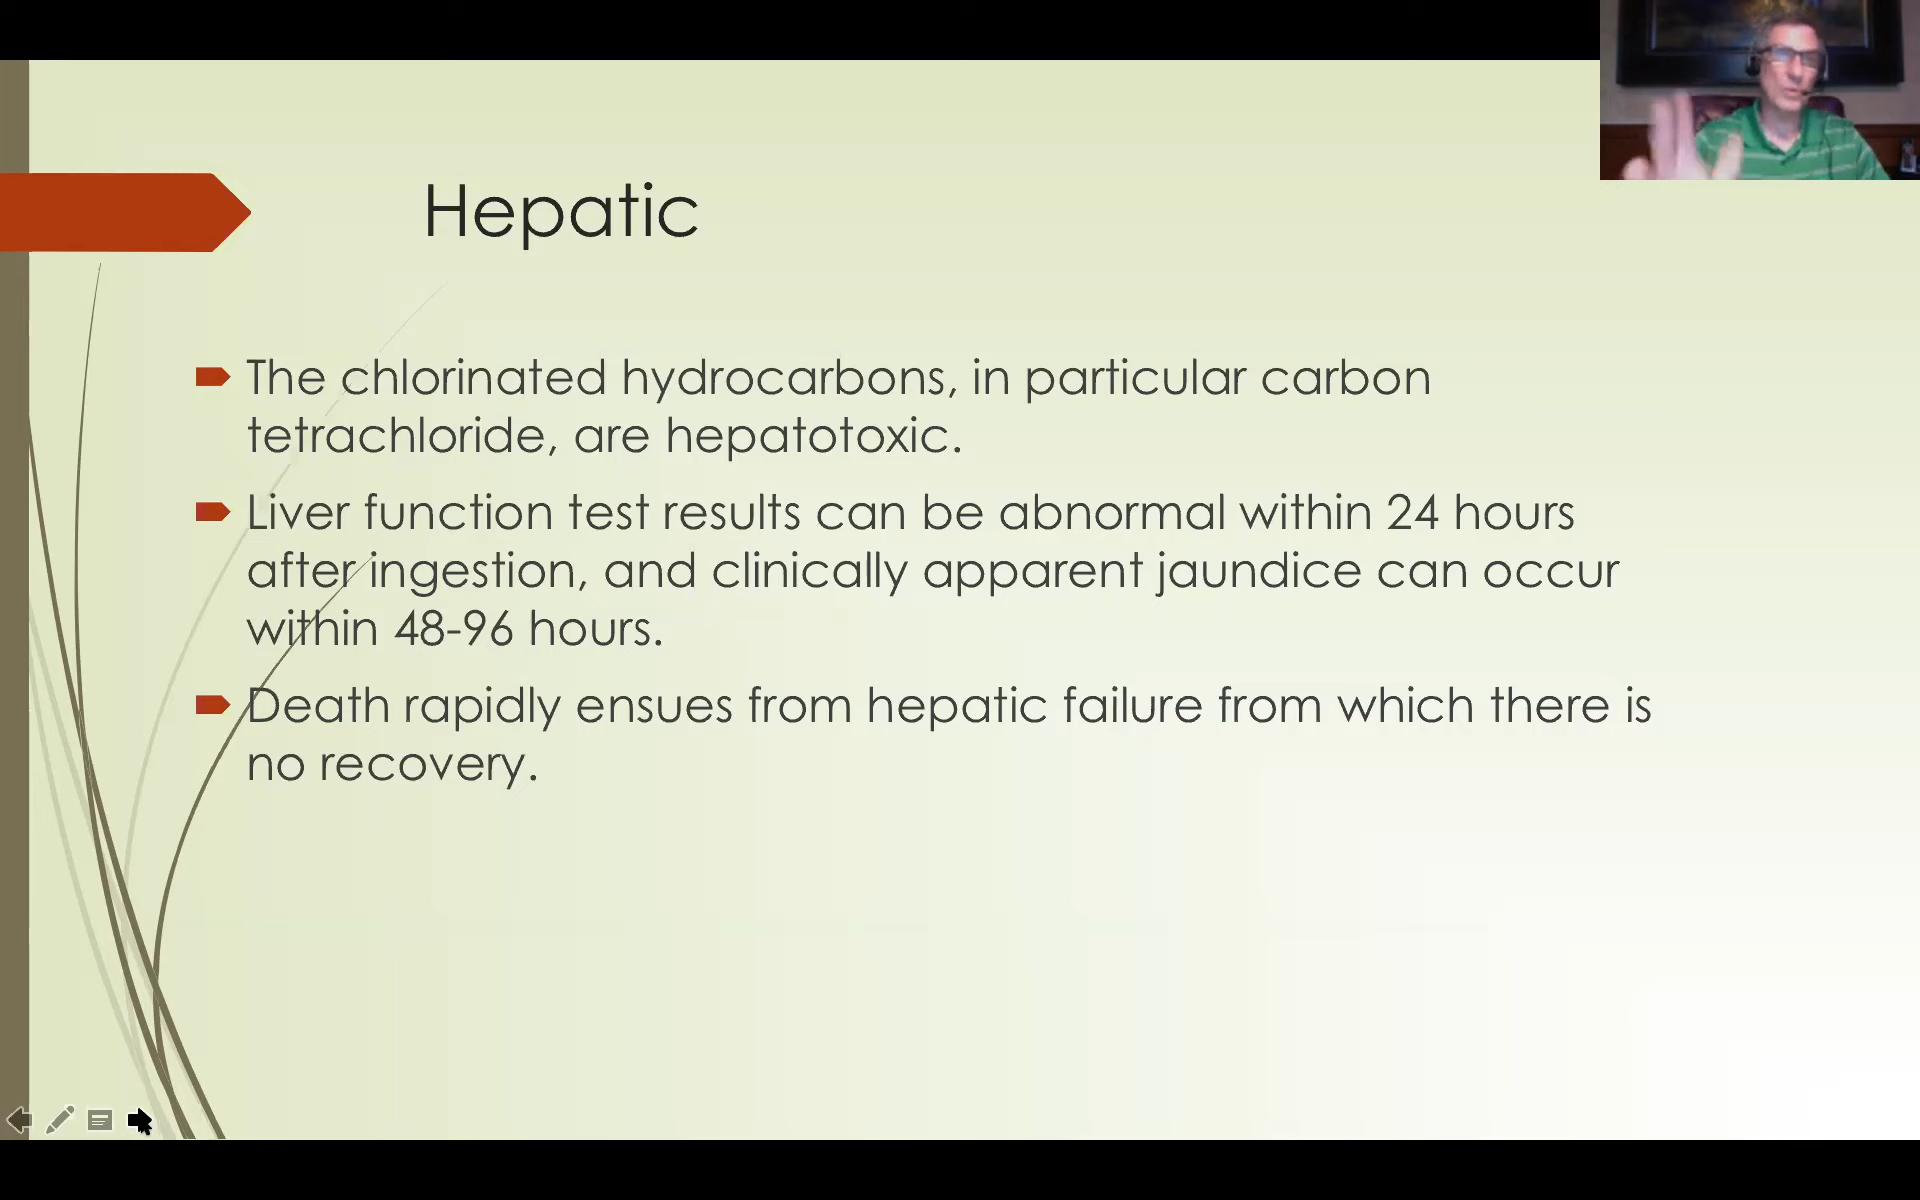 Hepatic
The chlorinated hydrocarbons, in particular carbon
tetrachloride, are hepatotoxic.
Liver function test results can be abnormal within 24 hours
after ingestion, and clinically apparent jaundice can occur
within 48-96 hours.
Death rapidly ensues from hepatic failure from which there is
no recovery.